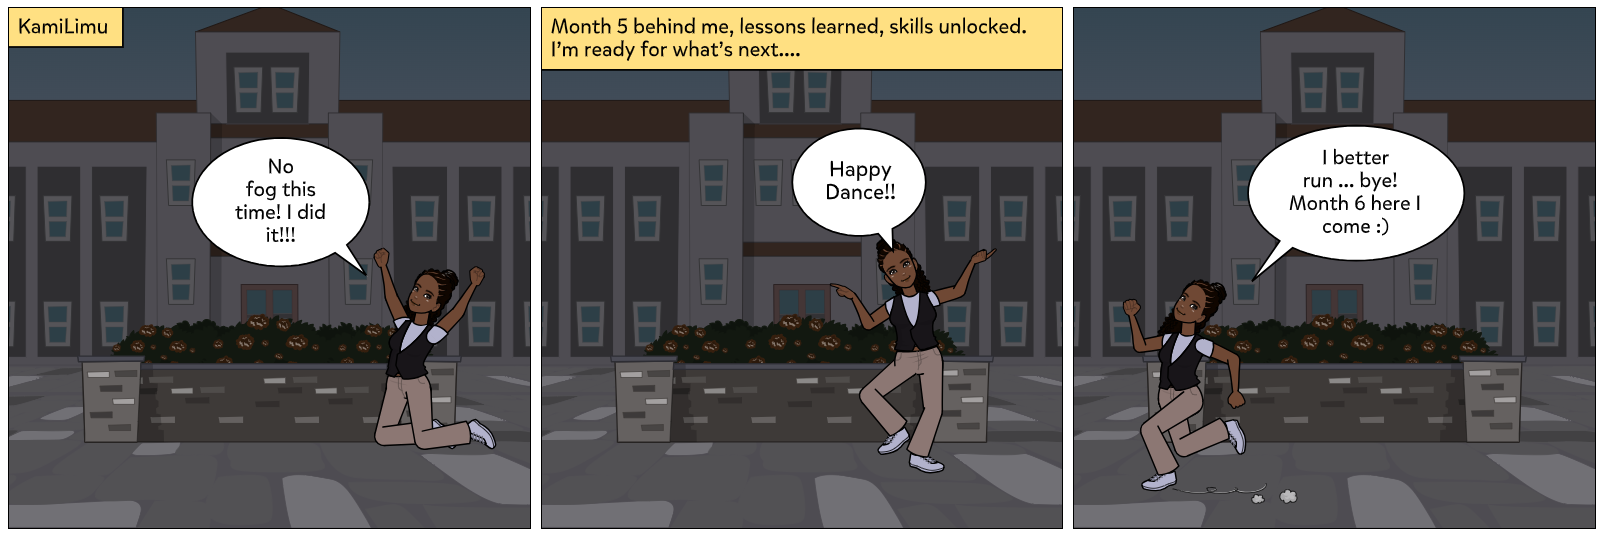 KamiLimu
No
fog this
time! I did
it!!!
Month 5 behind me, lessons learned, skills unlocked.
I'm ready for what's next....
Happy
Dance!!
I better
run ... bye!
Month 6 here I
come :)